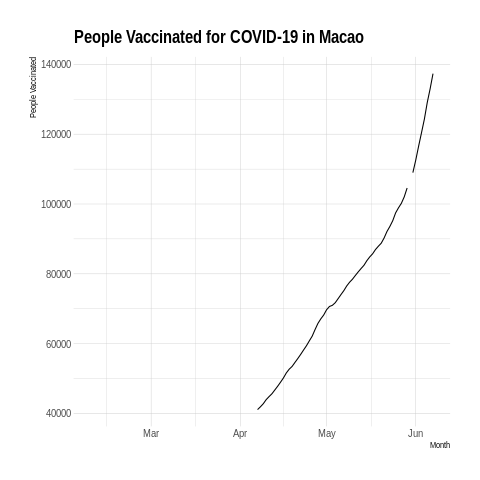 People Vaccinated for COVID-19 in Macao
People Vaccinated
140000
120000
100000
80000
60000
40000
Mar Apr May Jun
Month